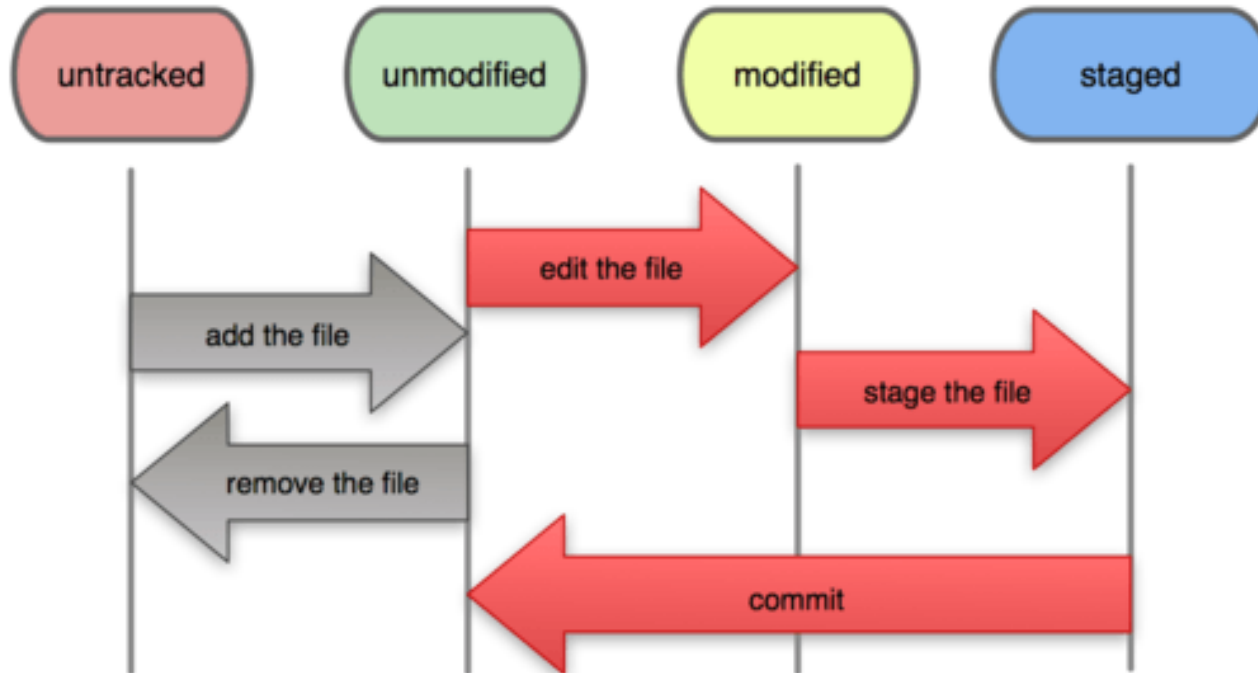 untracked
unmodified
modified
staged
edit the file
add the file
stage the file
remove the file
commit